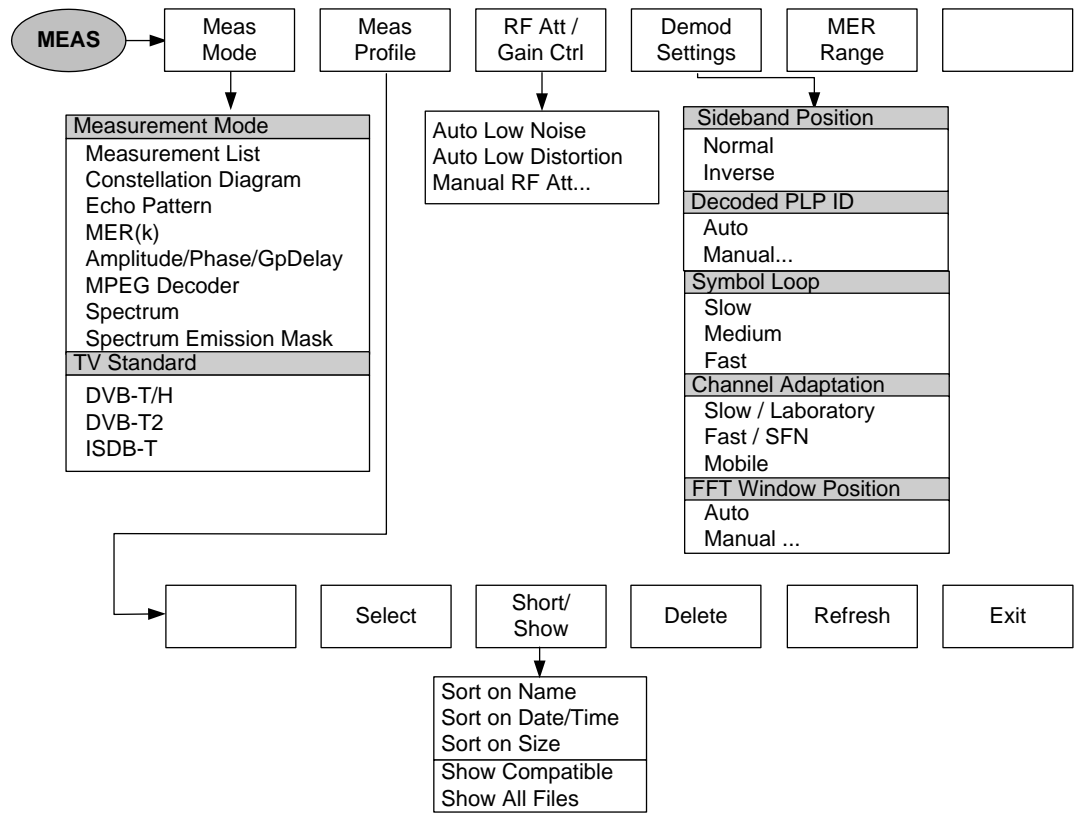 MEAS
Meas
Mode
Meas
Profile
RF Att /
Gain Ctrl
Demod
Settings
MER
Range
Measurement Mode
Measurement List
Constellation Diagram
Echo Pattern
MER(k)
Amplitude/Phase/GpDelay
MPEG Decoder
Spectrum
Spectrum Emission Mask
TV Standard
DVB-T/H
DVB-T2
ISDB-T
Auto Low Noise
Auto Low Distortion
Manual RF Att...
Sideband Position
Normal
Inverse
Decoded PLP ID
Auto
Manual...
Symbol Loop
Slow
Medium
Fast
Channel Adaptation
Slow / Laboratory
Fast / SFN
Mobile
FFT Window Position
Auto
Manual ...
Select
Short/
Show
Delete
Refresh
Exit
Sort on Name
Sort on Date/Time
Sort on Size
Show Compatible
Show All Files